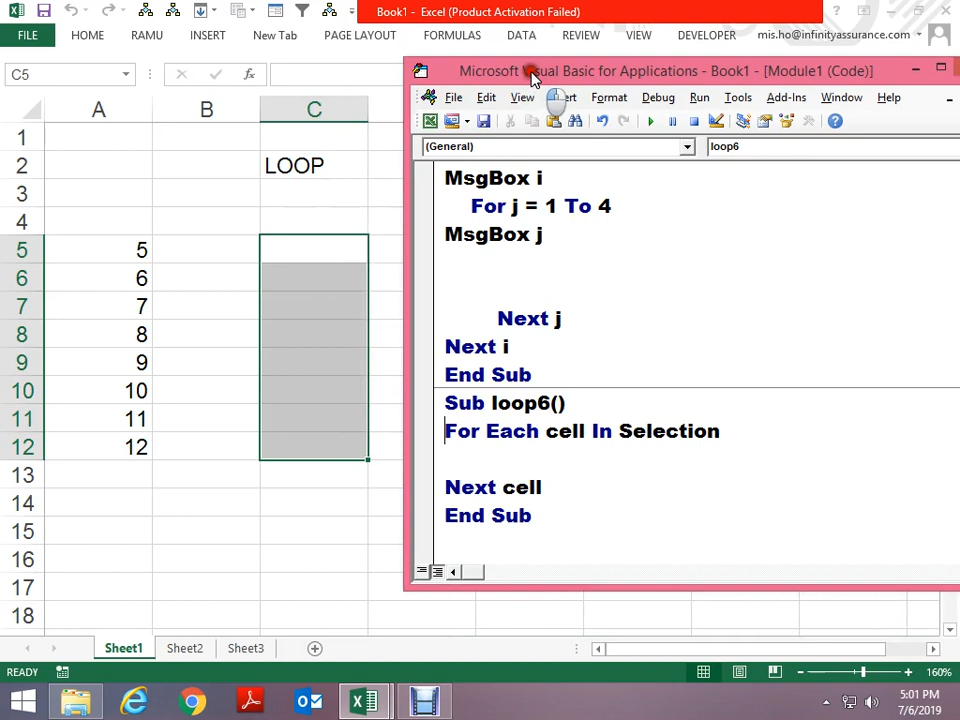 Book1 - Excel (Product Activation Failed)
FILE HOME RAMU INSERT New Tab PAGE LAYOUT FORMULAS DATA REVIEW VIEW DEVELOPER mis.ho@infinityassurance.com
C5
fx
Microsoft Visual Basic for Applications - Book1 - [Module1 (Code)]
File Edit View Insert Format Debug Run Tools Add-Ins Window Help
(General) loop6
A B C
1
2 LOOP
3
4
5 5
6 6
7 7
8 8
9 9
10 10
11 11
12 12
13
14
15
16
17
18
MsgBox i
For j = 1 To 4
MsgBox j
Next j
Next i
End Sub
Sub loop6()
For Each cell In Selection
Next cell
End Sub
Sheet1 Sheet2 Sheet3
READY 160%
5:01 PM
7/6/2019